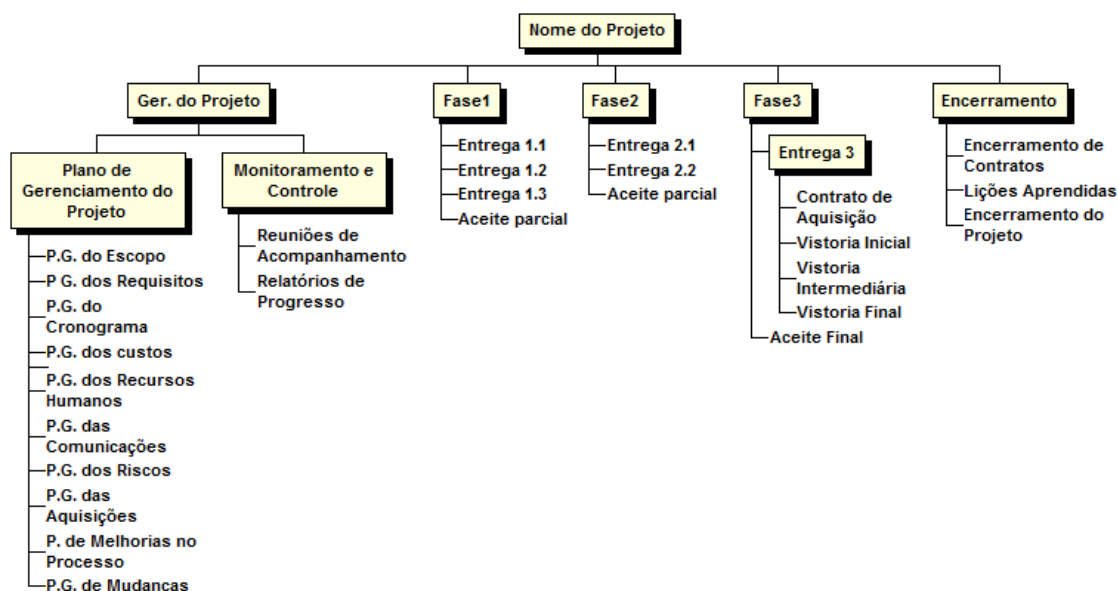 Nome do Projeto
Ger. do Projeto
Plano de
Gerenciamento do
Projeto
P.G. do Escopo
P G. dos Requisitos
P.G. do
Cronograma
P.G. dos custos
P.G. dos Recursos
Humanos
P.G. das
Comunicações
P.G. dos Riscos
P.G. das
Aquisições
P. de Melhorias no
Processo
P.G. de Mudanças
Monitoramento e
Controle
Reuniões de
Acompanhamento
Relatórios de
Progresso
Fase1
Entrega 1.1
Entrega 1.2
Entrega 1.3
Aceite parcial
Fase2
Entrega 2.1
Entrega 2.2
Aceite parcial
Fase3
Entrega 3
Contrato de
Aquisição
Vistoria Inicial
Vistoria
Intermediária
Vistoria Final
Aceite Final
Encerramento
Encerramento de
Contratos
Lições Aprendidas
Encerramento do
Projeto